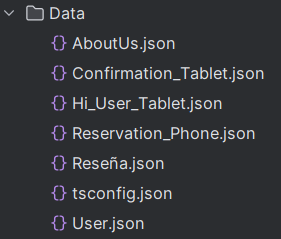 Data
AboutUs.json
Confirmation_Tablet.json
Hi_User_Tablet.json
Reservation_Phone.json
Reseña.json
tsconfig.json
User.json